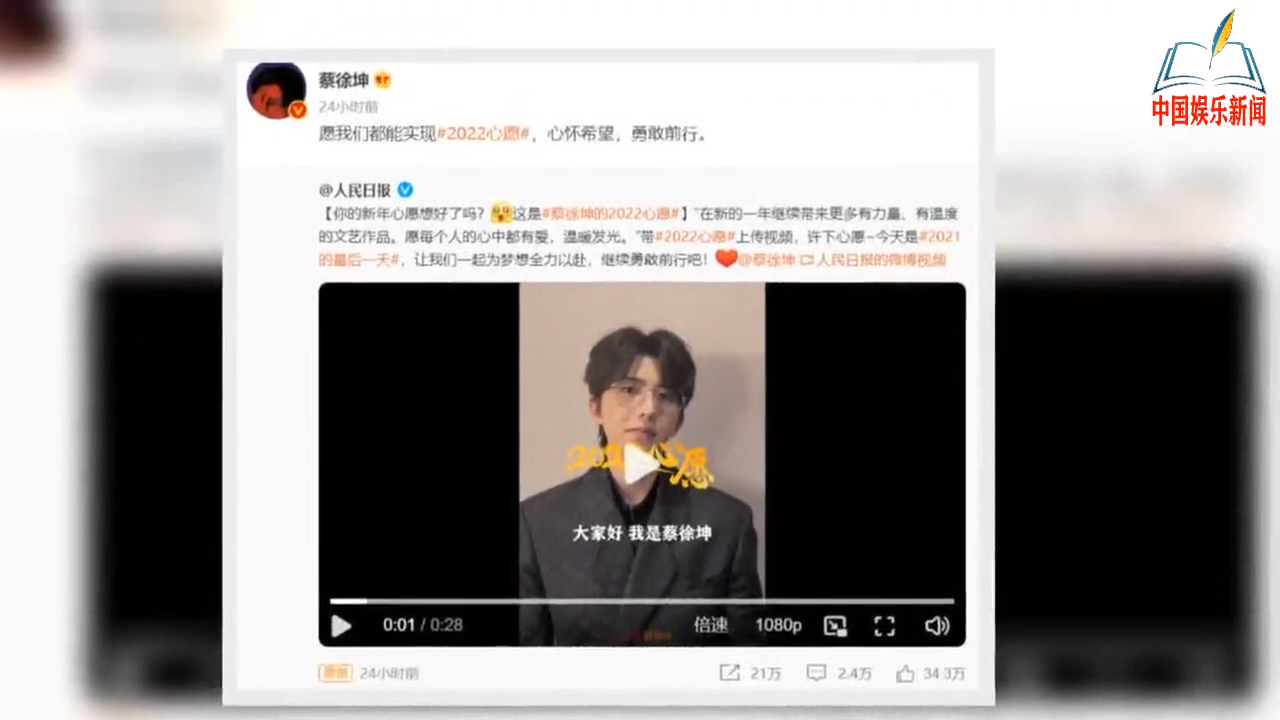 中国娱乐新闻
蔡徐坤
24小时前
愿我们都能实现#2022心愿#，心怀希望，勇敢前行。
@人民日报
【你的新年心愿想好了吗？这是#蔡徐坤的2022心愿#】“在新的一年继续带来更多有力量、有温度
的文艺作品。愿每个人的心中都有爱，温暖发光。”带#2022心愿#上传视频，许下心愿~今天是#2021
的最后一天#，让我们一起为梦想全力以赴，继续勇敢前行吧！@蔡徐坤 人民日报的微博视频
2022心愿
大家好 我是蔡徐坤
0:01 / 0:28 倍速 1080p
24小时前 21万 2.4万 34.3万